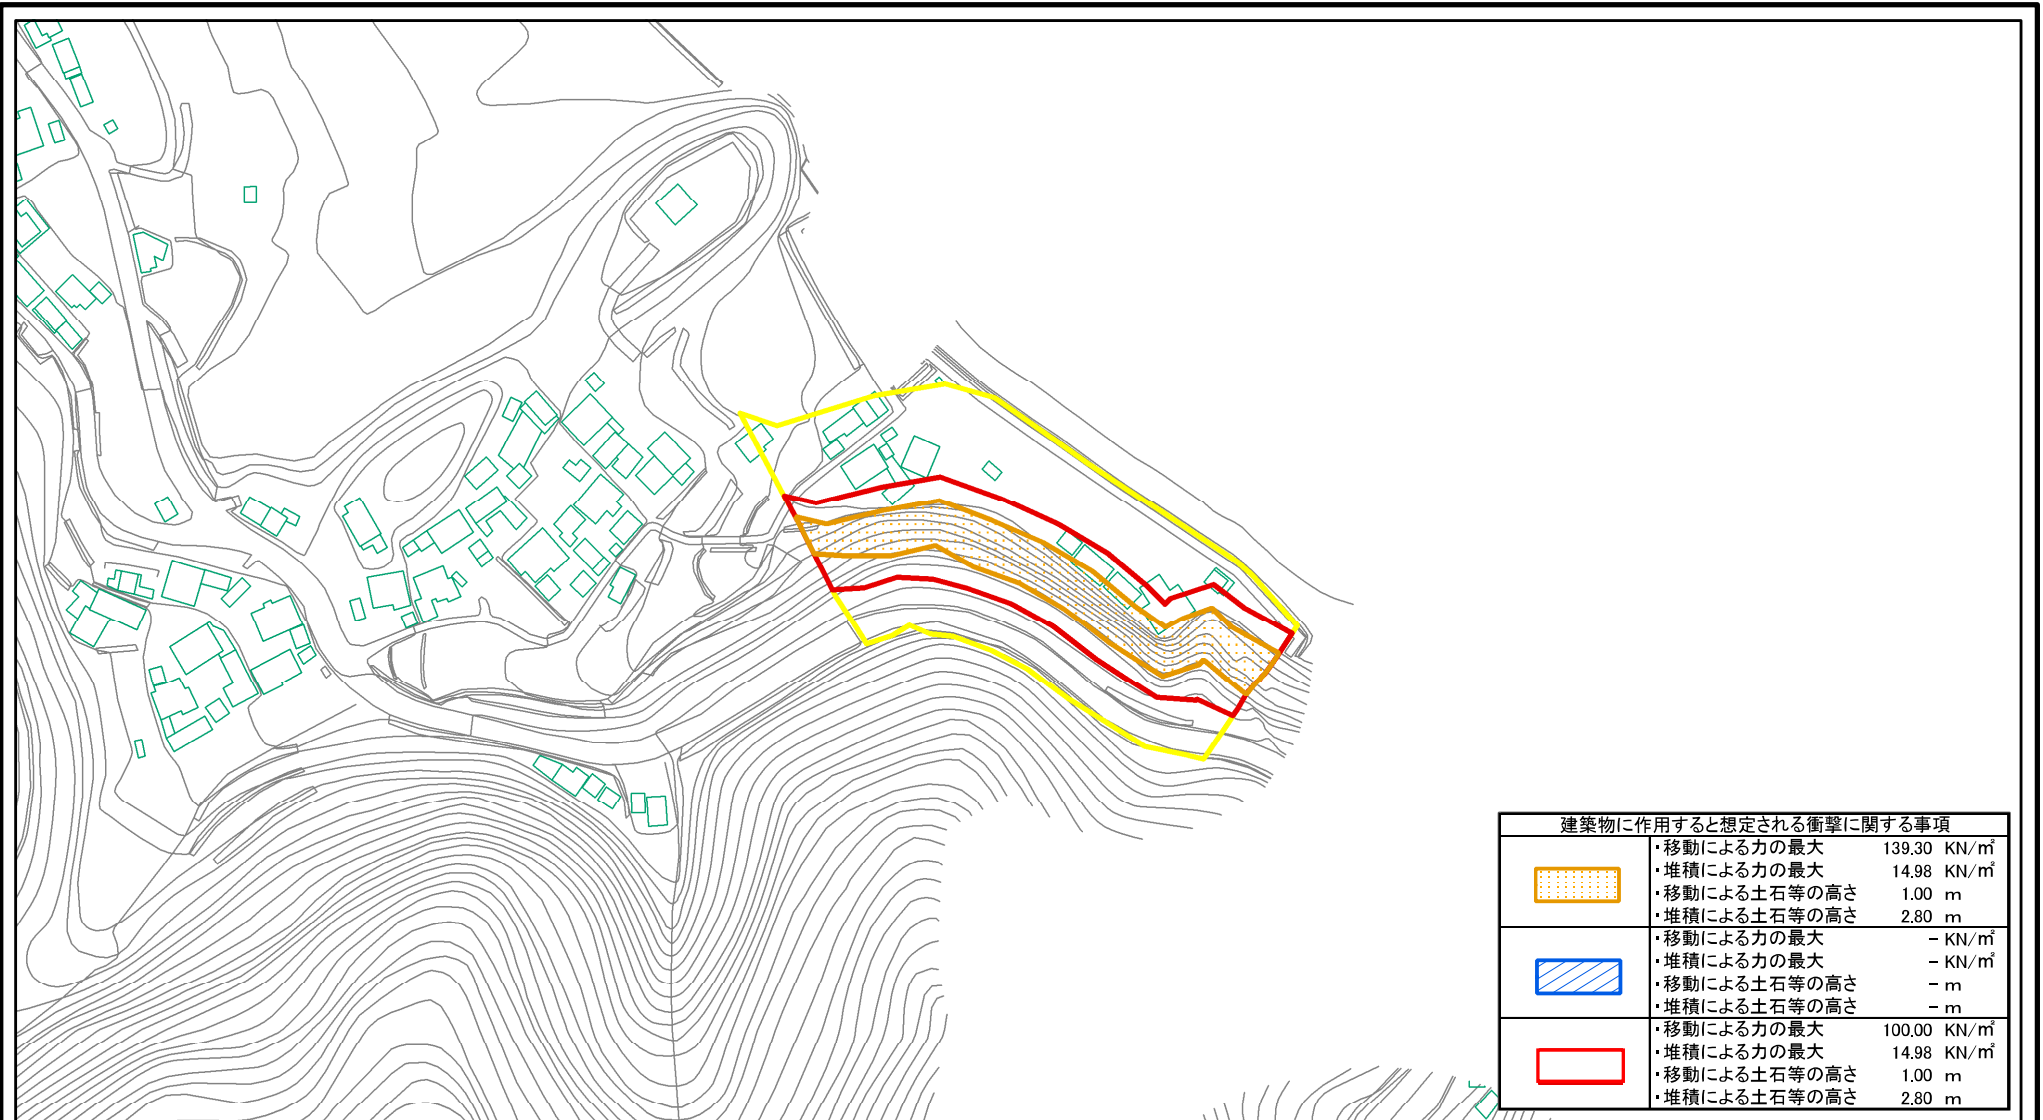 建築物に作用すると想定される衝撃に関する事項
・移動による力の最大 139.30 KN/㎡
・堆積による力の最大 14.98 KN/㎡
・移動による土石等の高さ 1.00 m
・堆積による土石等の高さ 2.80 m
・移動による力の最大 - KN/㎡
・堆積による力の最大 - KN/㎡
・移動による土石等の高さ - m
・堆積による土石等の高さ - m
・移動による力の最大 100.00 KN/㎡
・堆積による力の最大 14.98 KN/㎡
・移動による土石等の高さ 1.00 m
・堆積による土石等の高さ 2.80 m